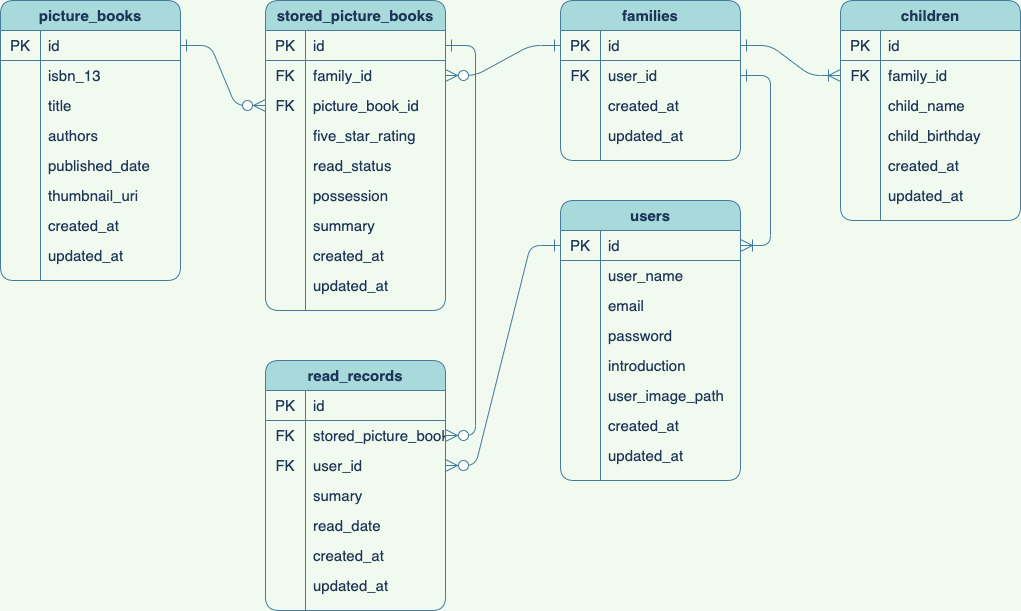 picture_books
PK id
isbn_13
title
authors
published_date
thumbnail_uri
created_at
updated_at
stored_picture_books
PK id
FK family_id
FK picture_book_id
five_star_rating
read_status
possession
summary
created_at
updated_at
families
PK id
FK user_id
created_at
updated_at
children
PK id
FK family_id
child_name
child_birthday
created_at
updated_at
users
PK id
user_name
email
password
introduction
user_image_path
created_at
updated_at
read_records
PK id
FK stored_picture_book
FK user_id
sumary
read_date
created_at
updated_at